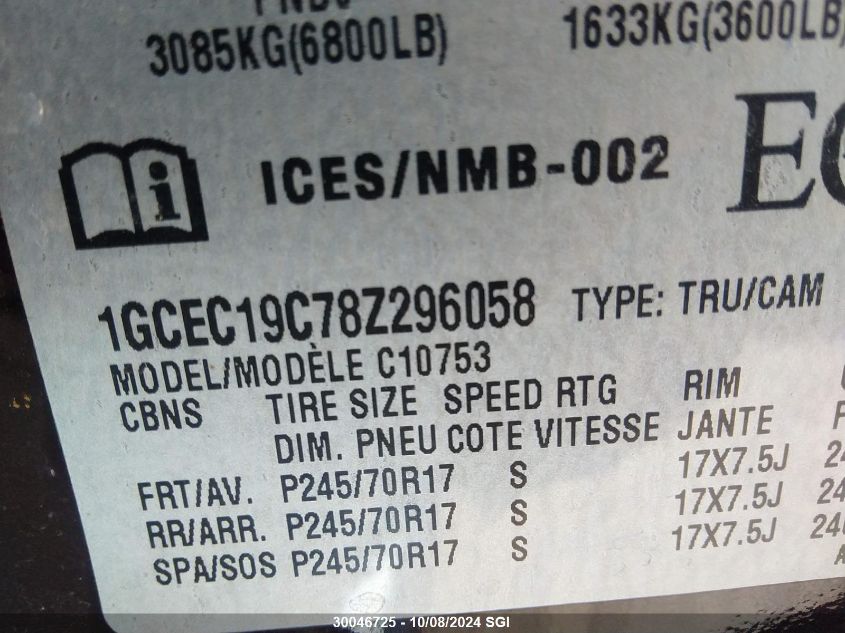 3085KG(6800LB) 1633KG(3600LB)
ICES/NMB-002
1GCEC19C78Z296058 TYPE: TRU/CAM
MODEL/MODÈLE C10753
CBNS TIRE SIZE SPEED RTG RIM
DIM. PNEU COTE VITESSE JANTE
FRT/AV. P245/70R17 S 17X7.5J
RR/ARR. P245/70R17 S 17X7.5J
SPA/SOS P245/70R17 S 17X7.5J
30046725 - 10/08/2024 SGI